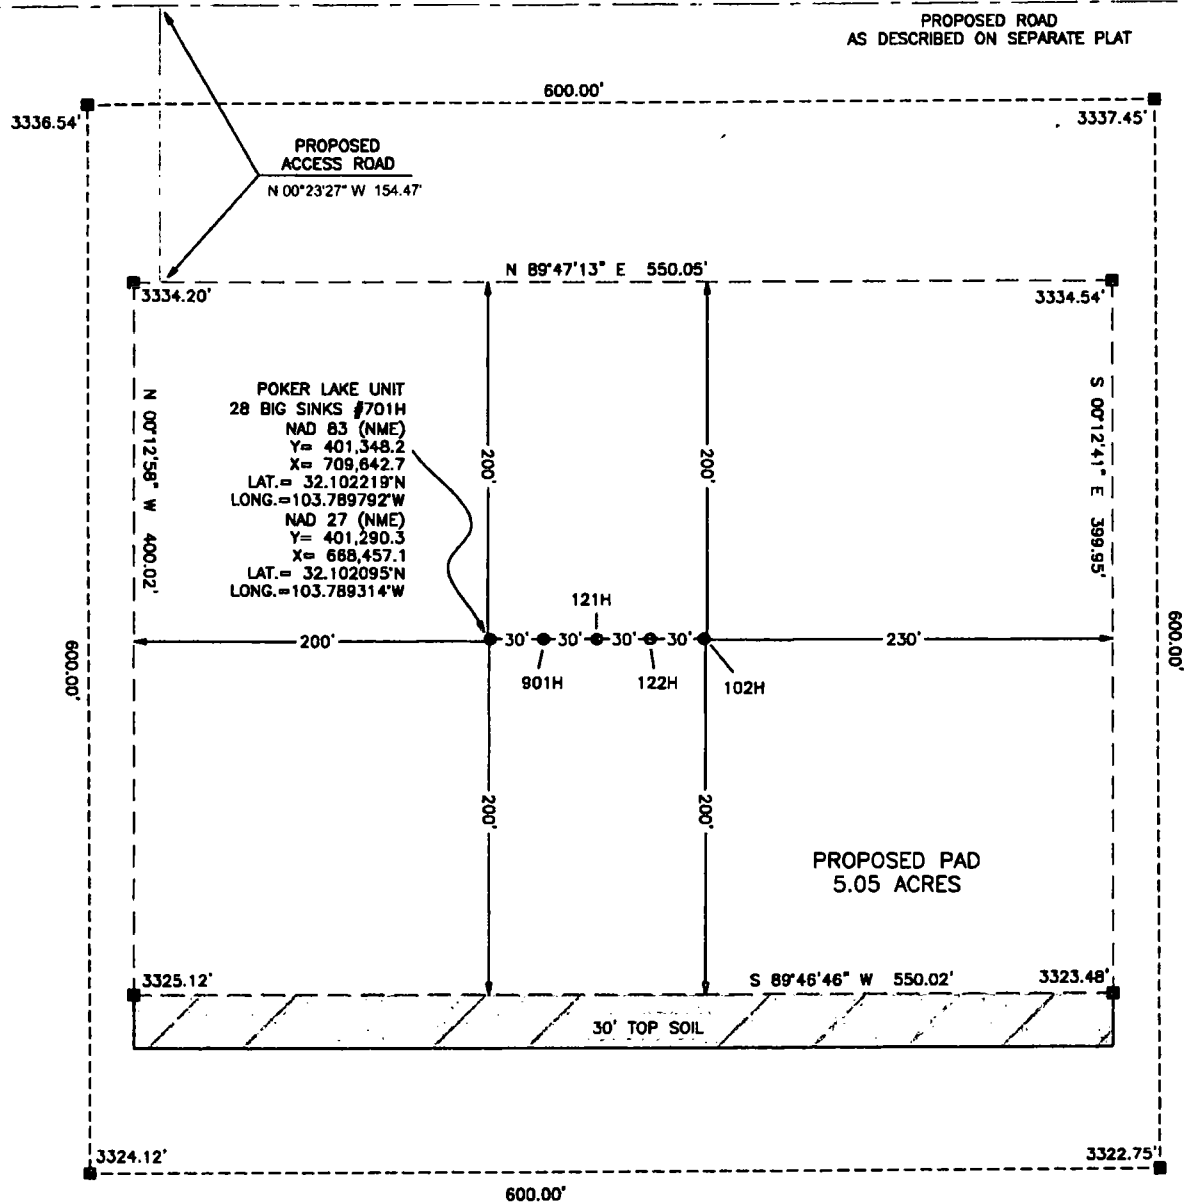 PROPOSED ROAD
AS DESCRIBED ON SEPARATE PLAT
600.00'
3336.54'
3337.45'
PROPOSED
ACCESS ROAD
N 00°23'27" W 154.47'
N 89°47'13" E 550.05'
3334.20'
3334.54'
N 00°12'58" W 400.02'
S 00°12'41" E 399.95'
POKER LAKE UNIT
28 BIG SINKS #701H
NAD 83 (NME)
Y= 401,348.2
X= 709,642.7
LAT.= 32.102219°N
LONG.=103.789792°W
NAD 27 (NME)
Y= 401,290.3
X= 668,457.1
LAT.= 32.102095°N
LONG.=103.789314°W
200'
200'
121H
200'
30'
30'
30'
30'
230'
901H
122H
102H
600.00'
600.00'
200'
200'
PROPOSED PAD
5.05 ACRES
3325.12'
S 89°46'46" W 550.02'
3323.48'
30' TOP SOIL
3324.12'
3322.75'
600.00'